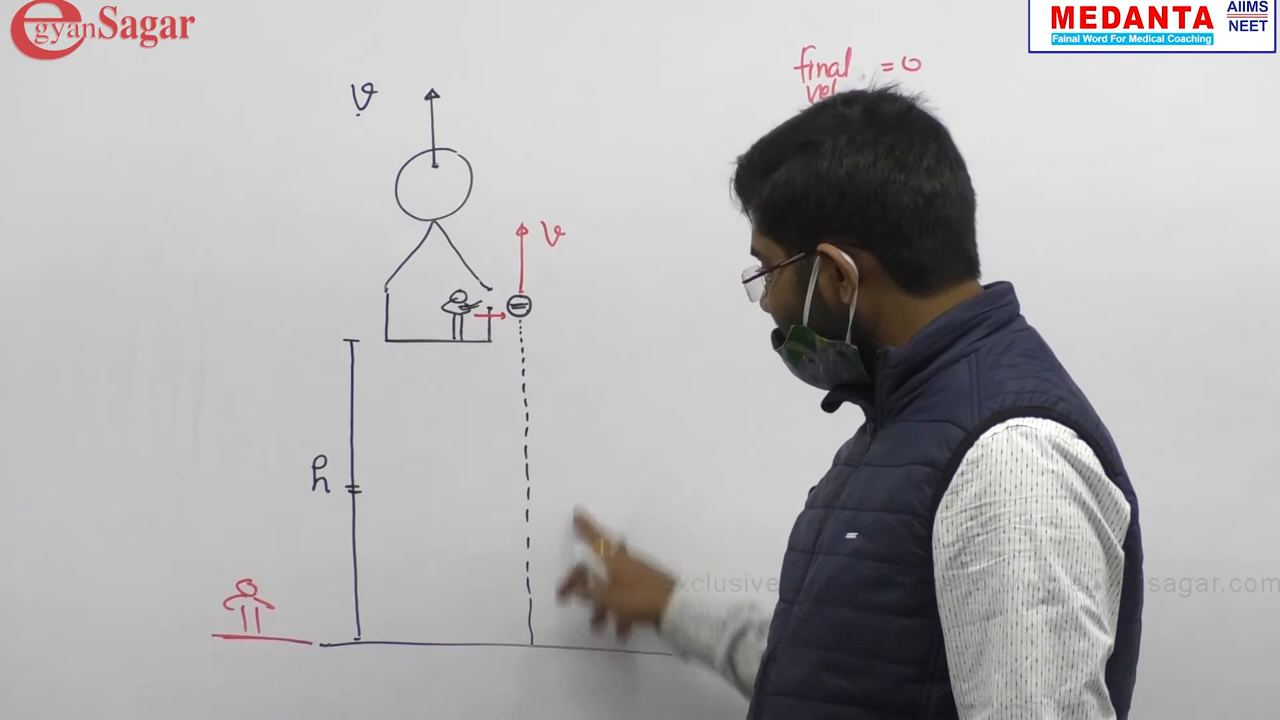 egyanSagar
MEDANTA
Fainal Word For Medical Coaching
AIIMS
NEET
final = 0
vel
v
v
h